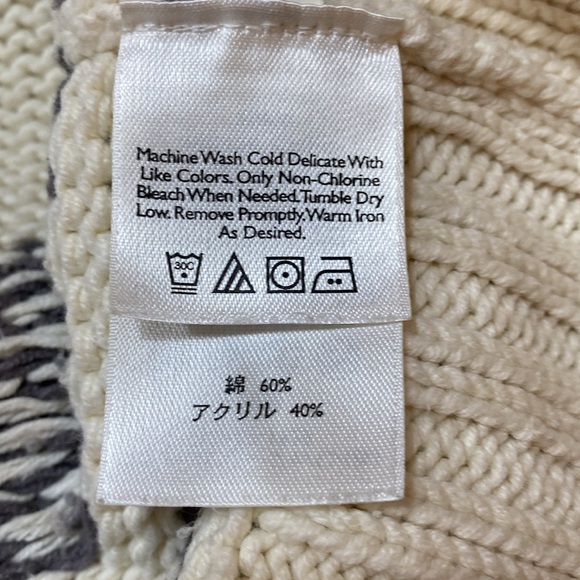 Machine Wash Cold Delicate With
Like Colors. Only Non-Chlorine
Bleach When Needed. Tumble Dry
Low. Remove Promptly. Warm Iron
As Desired.
30C
綿 60%
アクリル 40%